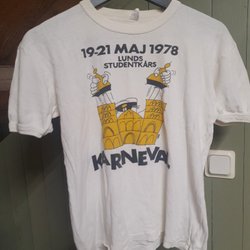 19-21 MAJ 1978
LUNDS
STUDENTKÅRS
KARNEVAL